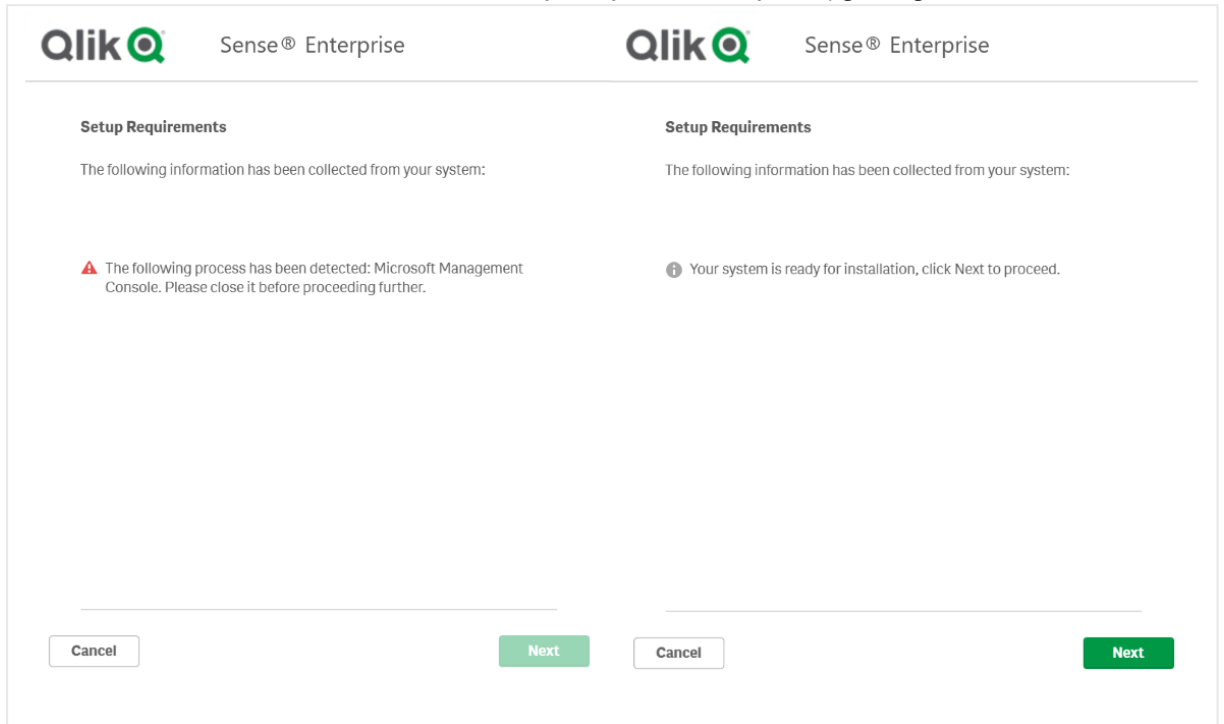 Qlik Sense® Enterprise
Setup Requirements
The following information has been collected from your system:
The following process has been detected: Microsoft Management
Console. Please close it before proceeding further.
Cancel Next
Qlik Sense® Enterprise
Setup Requirements
The following information has been collected from your system:
Your system is ready for installation, click Next to proceed.
Cancel Next